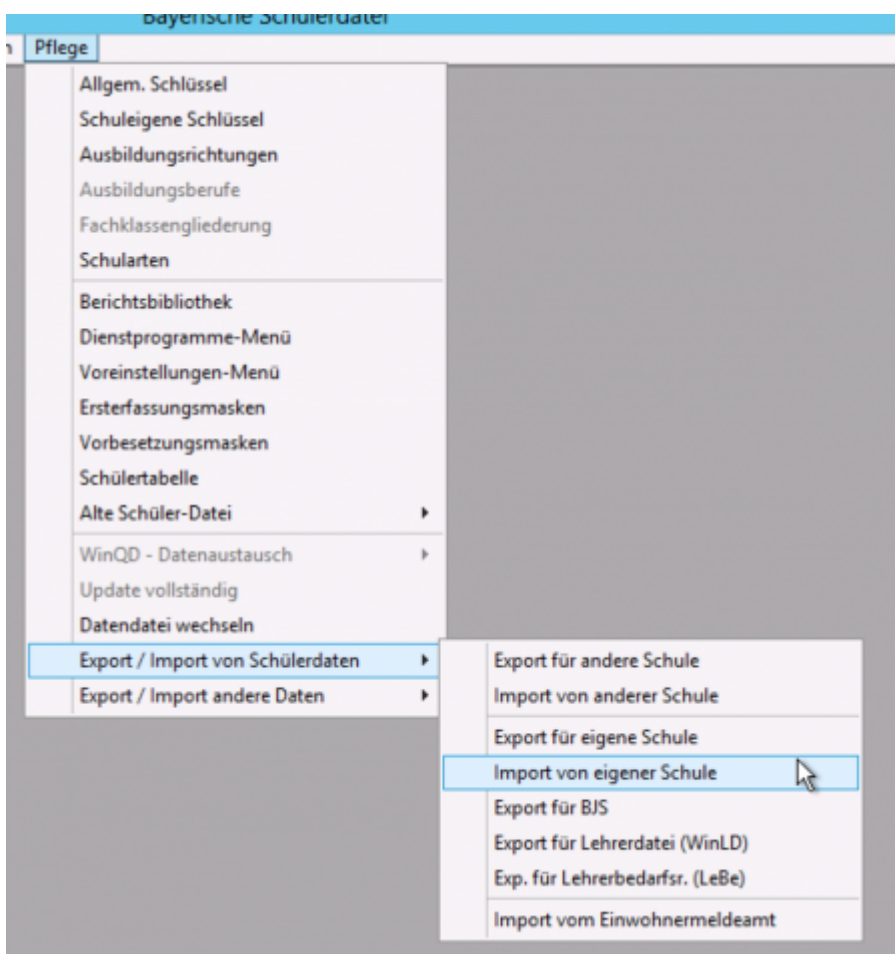 Bayerische Schülerdatei
n Pflege
Allgem. Schlüssel
Schuleigene Schlüssel
Ausbildungsrichtungen
Ausbildungsberufe
Fachklassengliederung
Schularten
Berichtsbibliothek
Dienstprogramme-Menü
Voreinstellungen-Menü
Ersterfassungsmasken
Vorbesetzungsmasken
Schülertabelle
Alte Schüler-Datei
WinQD - Datenaustausch
Update vollständig
Datendatei wechseln
Export / Import von Schülerdaten
Export / Import andere Daten
Export für andere Schule
Import von anderer Schule
Export für eigene Schule
Import von eigener Schule
Export für BJS
Export für Lehrerdatei (WinLD)
Exp. für Lehrerbedarfsr. (LeBe)
Import vom Einwohnermeldeamt